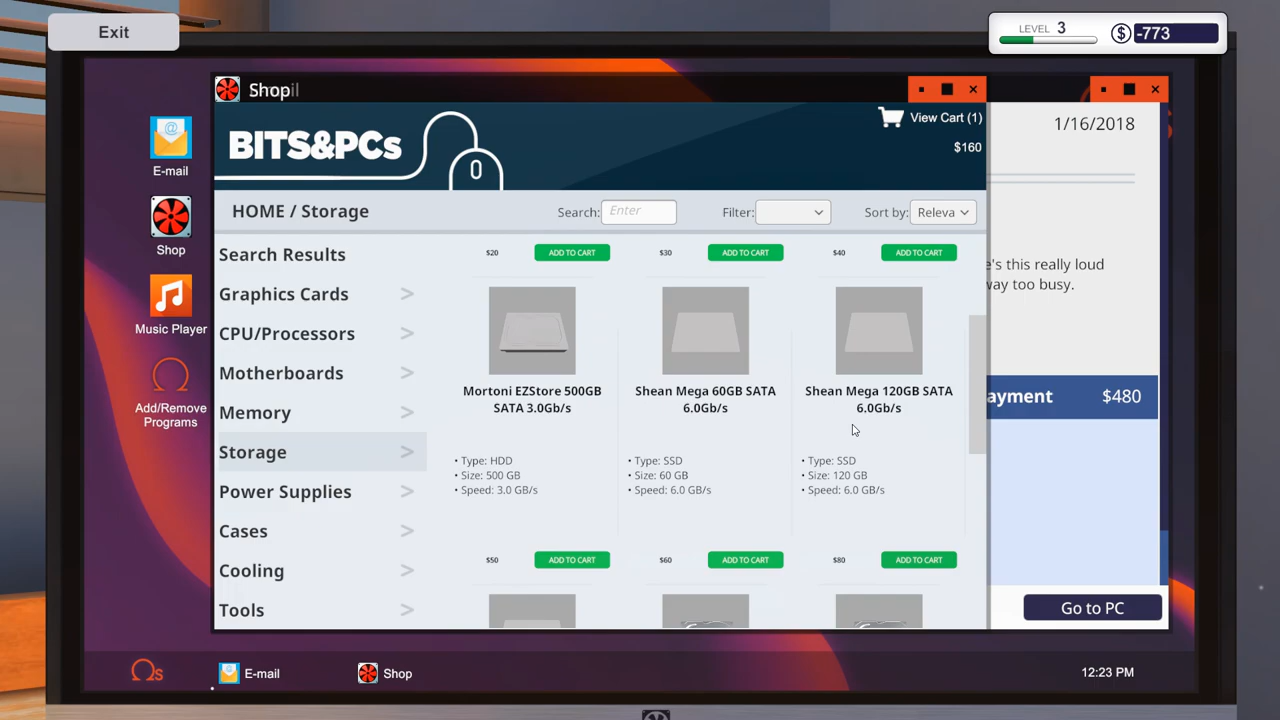 Exit
LEVEL 3
$ -773
Shop
View Cart (1)
BITS&PCs
$160
1/16/2018
HOME / Storage
Search: Enter
Filter:
Sort by: Releva
E-mail
Shop
Music Player
Add/Remove
Programs
Search Results
Graphics Cards >
CPU/Processors >
Motherboards >
Memory >
Storage >
Power Supplies >
Cases >
Cooling >
Tools >
$20 ADD TO CART
$30 ADD TO CART
$40 ADD TO CART
Mortoni EZStore 500GB
SATA 3.0Gb/s
• Type: HDD
• Size: 500 GB
• Speed: 3.0 GB/s
$50 ADD TO CART
Shean Mega 60GB SATA
6.0Gb/s
• Type: SSD
• Size: 60 GB
• Speed: 6.0 GB/s
$60 ADD TO CART
Shean Mega 120GB SATA
6.0Gb/s
• Type: SSD
• Size: 120 GB
• Speed: 6.0 GB/s
$80 ADD TO CART
e's this really loud
way too busy.
ayment $480
Go to PC
Ωs
E-mail
Shop
12:23 PM